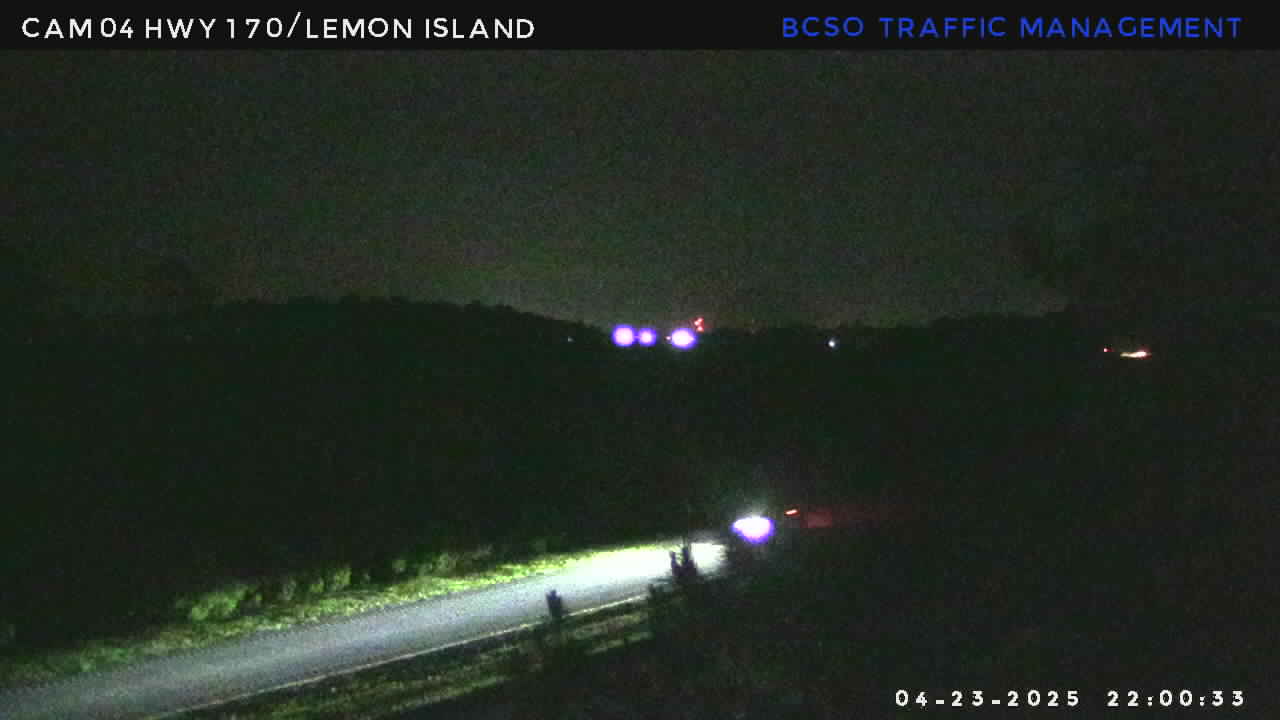 CAM04 HWY 170/LEMON ISLAND BCSO TRAFFIC MANAGEMENT
04-23-2025 22:00:33